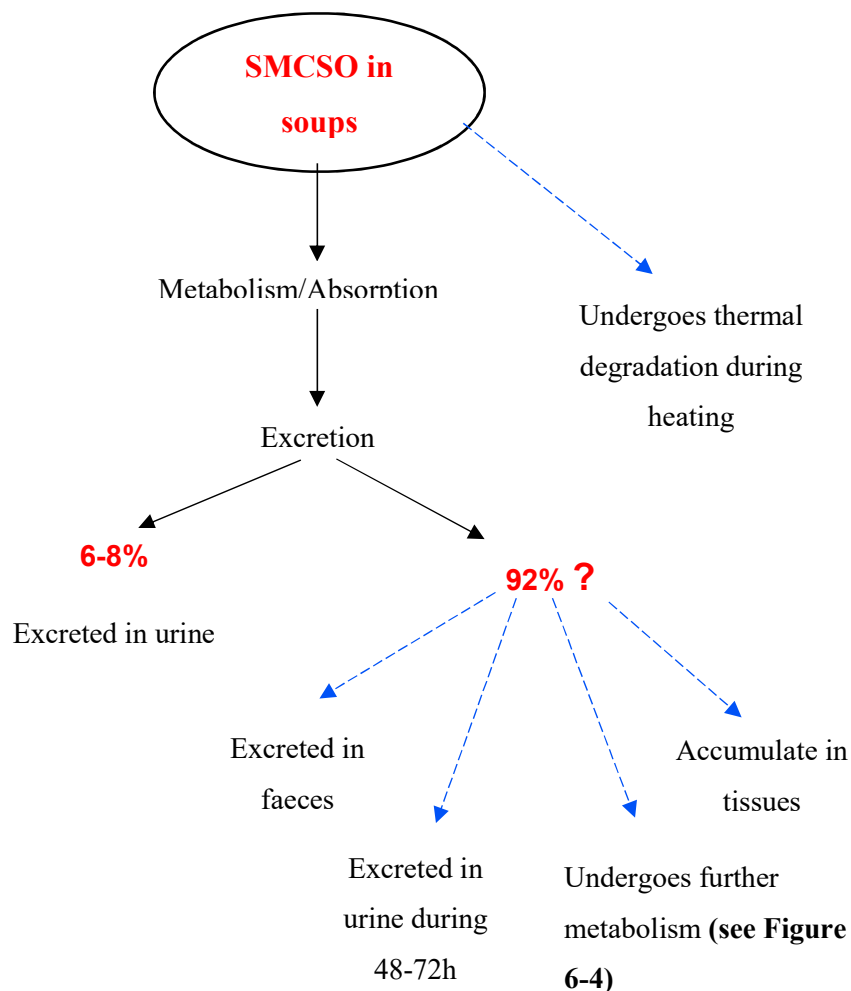 SMCSO in
soups
Metabolism/Absorption
Undergoes thermal
degradation during
heating
Excretion
6-8%
92% ?
Excreted in urine
Excreted in
faeces
Accumulate in
tissues
Excreted in
urine during
48-72h
Undergoes further
metabolism (see Figure
6-4)